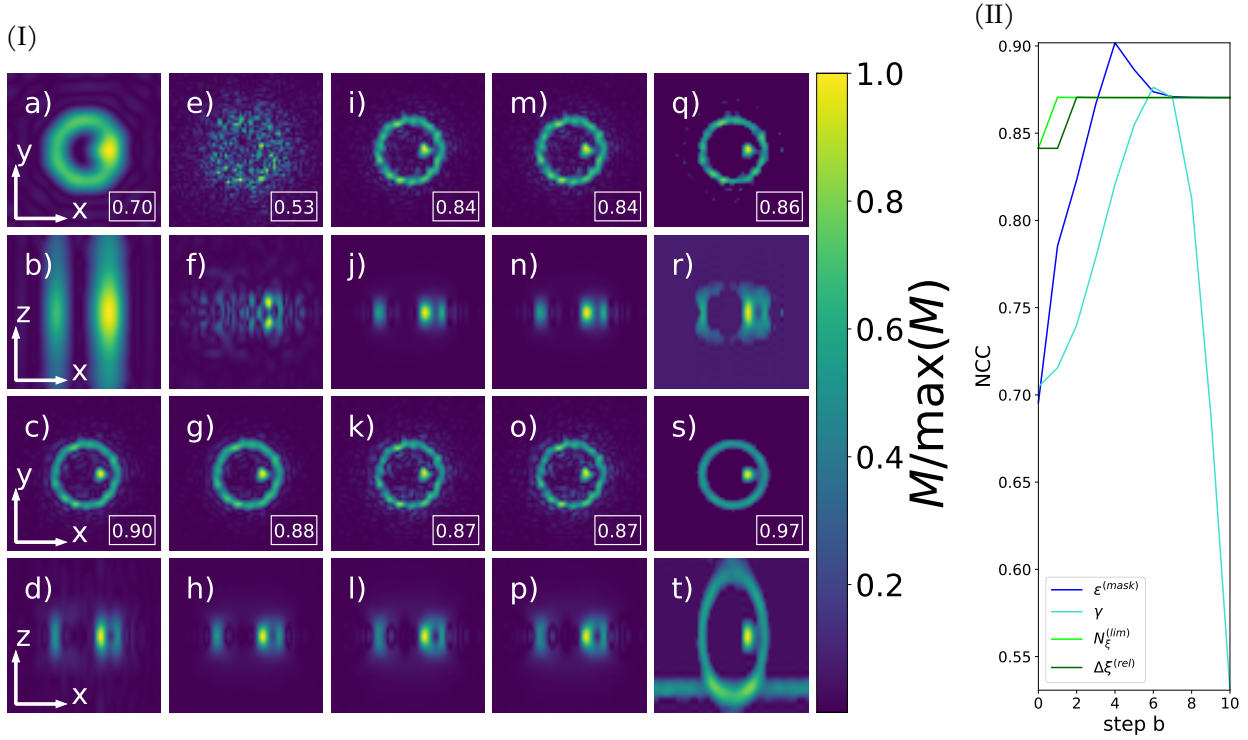 (I)
(II)
a)
y
x
0.70
e)
0.53
i)
0.84
m)
0.84
q)
0.86
b)
z
x
f)
j)
n)
r)
c)
y
x
0.90
g)
0.88
k)
0.87
o)
0.87
s)
0.97
d)
z
x
h)
l)
p)
t)
1.0
0.8
0.6
0.4
0.2
M/max(M)
0.90
0.85
0.80
0.75
0.70
0.65
0.60
0.55
NCC
ε^(mask)
γ
N_ξ^(lim)
Δξ^(rel)
0 2 4 6 8 10
step b